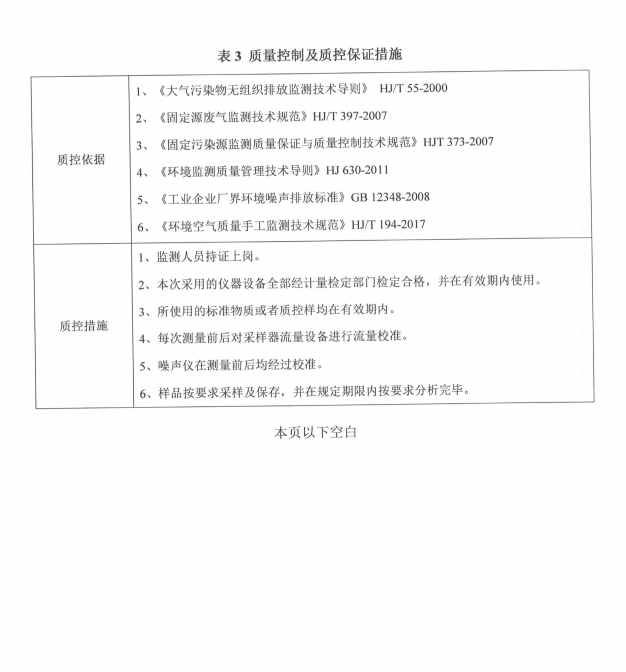 表 3 质量控制及质控保证措施
质控依据
1、《大气污染物无组织排放监测技术导则》 HJ/T 55-2000
2、《固定源废气监测技术规范》HJ/T 397-2007
3、《固定污染源监测质量保证与质量控制技术规范》HJT 373-2007
4、《环境监测质量管理技术导则》HJ 630-2011
5、《工业企业厂界环境噪声排放标准》GB 12348-2008
6、《环境空气质量手工监测技术规范》HJ/T 194-2017
质控措施
1、监测人员持证上岗。
2、本次采用的仪器设备全部经计量检定部门检定合格，并在有效期内使用。
3、所使用的标准物质或者质控样均在有效期内。
4、每次测量前后对采样器流量设备进行流量校准。
5、噪声仪在测量前后均经过校准。
6、样品按要求采样及保存，并在规定期限内按要求分析完毕。
本页以下空白